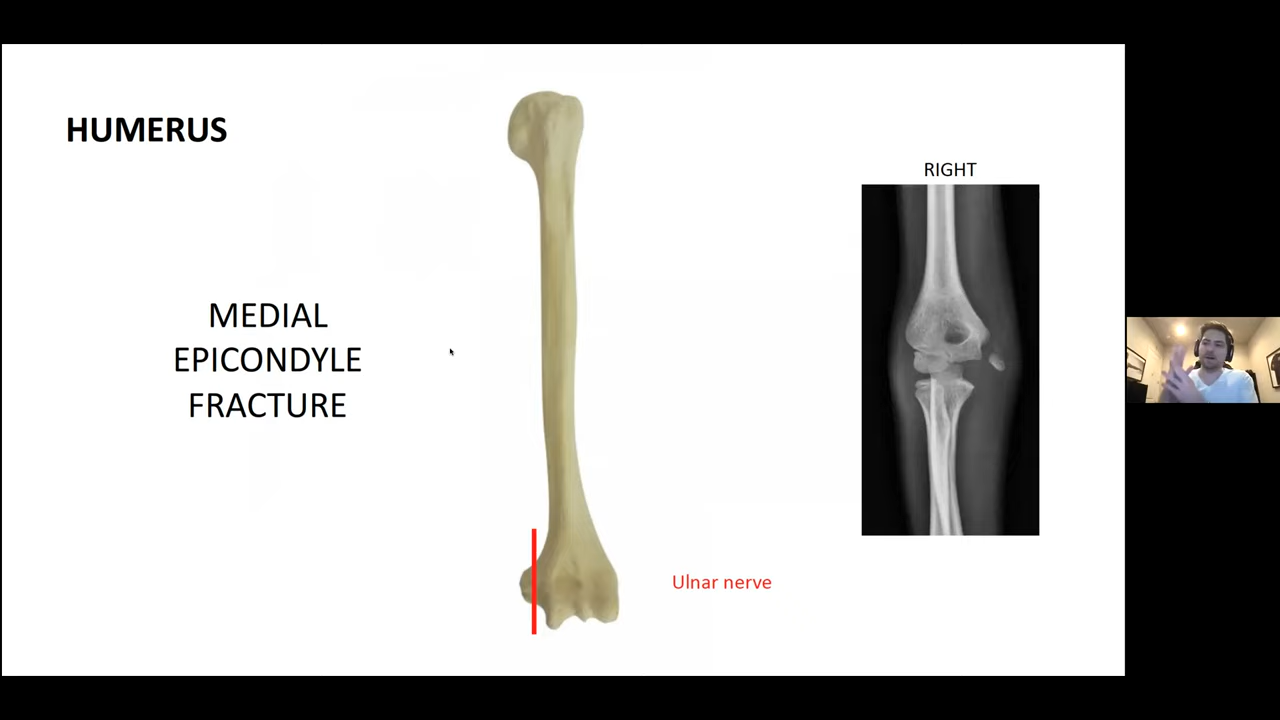 HUMERUS
RIGHT
MEDIAL
EPICONDYLE
FRACTURE
Ulnar nerve